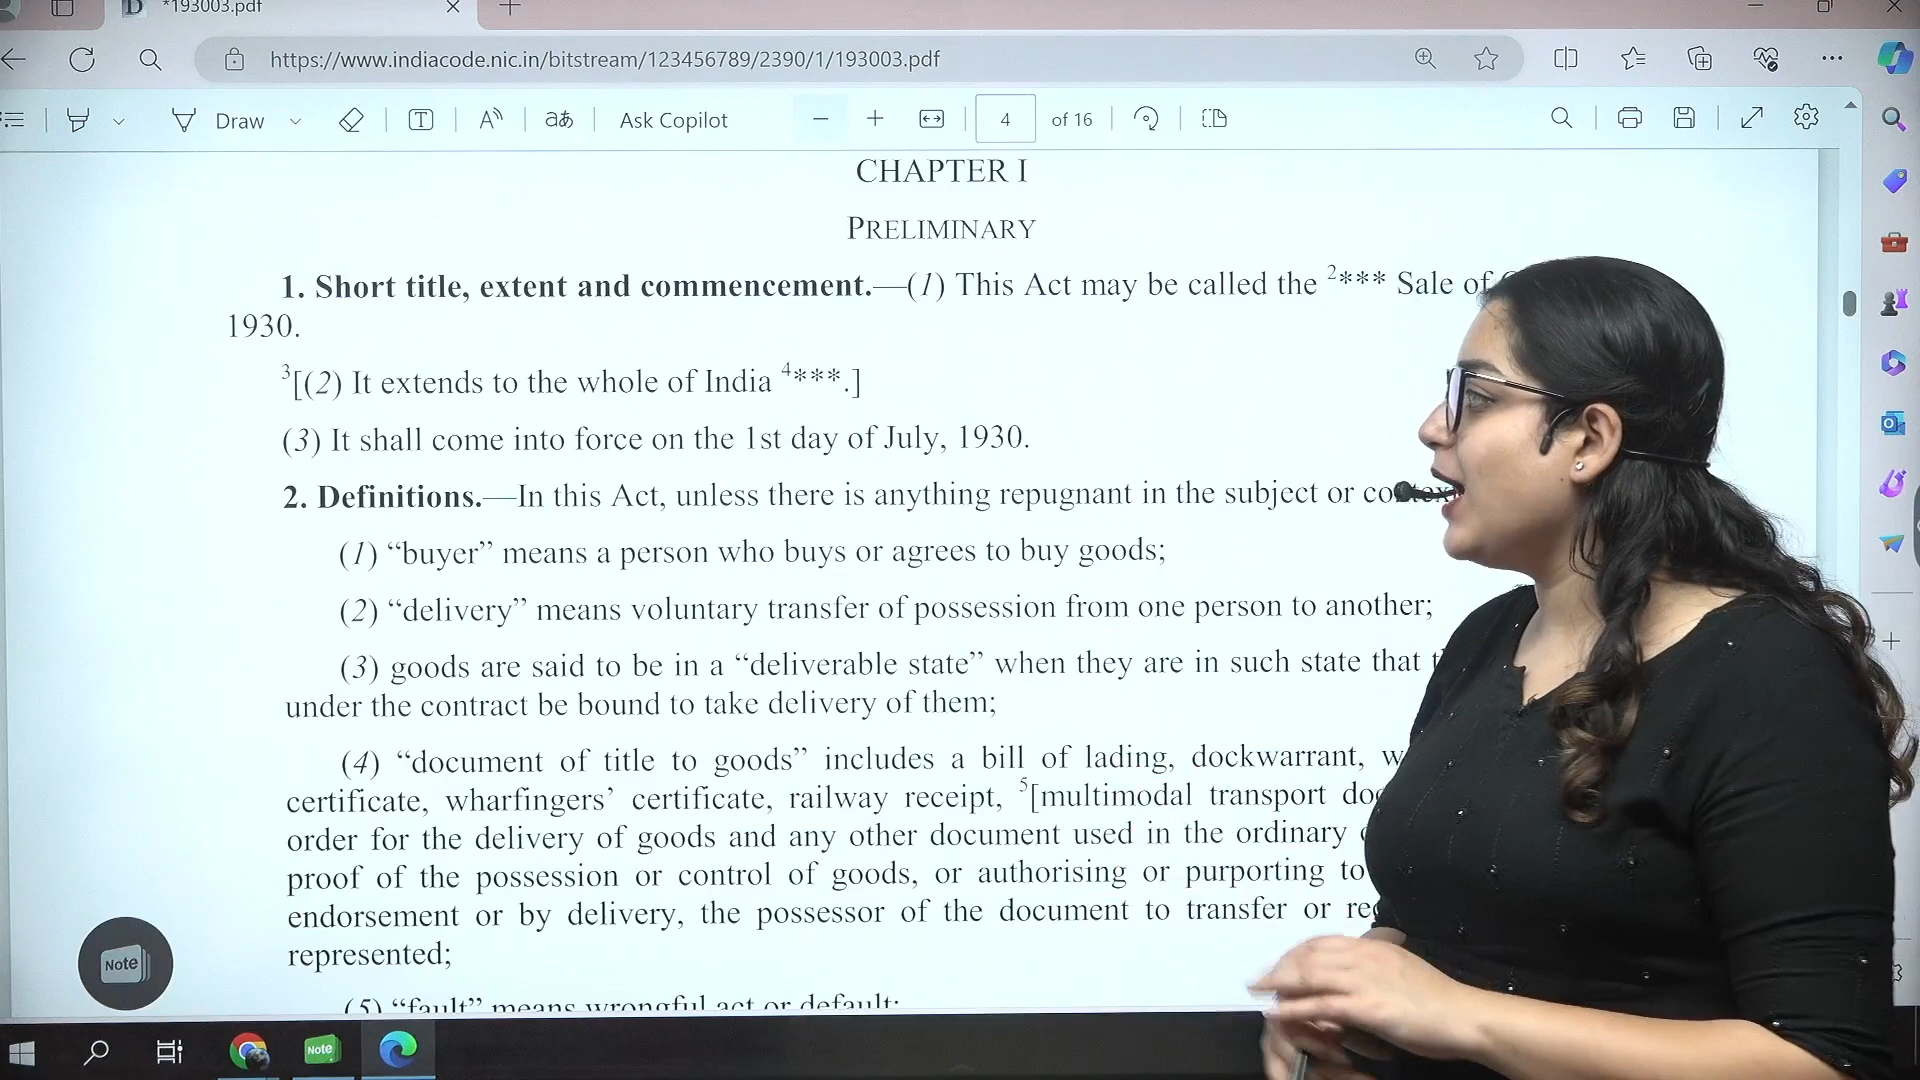 *193003.pdf
https://www.indiacode.nic.in/bitstream/123456789/2390/1/193003.pdf
Draw
T
aあ
Ask Copilot
4
of 16
CHAPTER I
PRELIMINARY
1. Short title, extent and commencement.—(1) This Act may be called the 2*** Sale of
1930.
3[(2) It extends to the whole of India 4***.]
(3) It shall come into force on the 1st day of July, 1930.
2. Definitions.—In this Act, unless there is anything repugnant in the subject or
(1) “buyer” means a person who buys or agrees to buy goods;
(2) “delivery” means voluntary transfer of possession from one person to another;
(3) goods are said to be in a “deliverable state” when they are in such state that
under the contract be bound to take delivery of them;
(4) “document of title to goods” includes a bill of lading, dockwarrant,
certificate, wharfingers’ certificate, railway receipt, 5[multimodal transport
order for the delivery of goods and any other document used in the ordinary
proof of the possession or control of goods, or authorising or purporting to
endorsement or by delivery, the possessor of the document to transfer or
represented;
(5) “fault” means wrongful act or default;
Note
Note